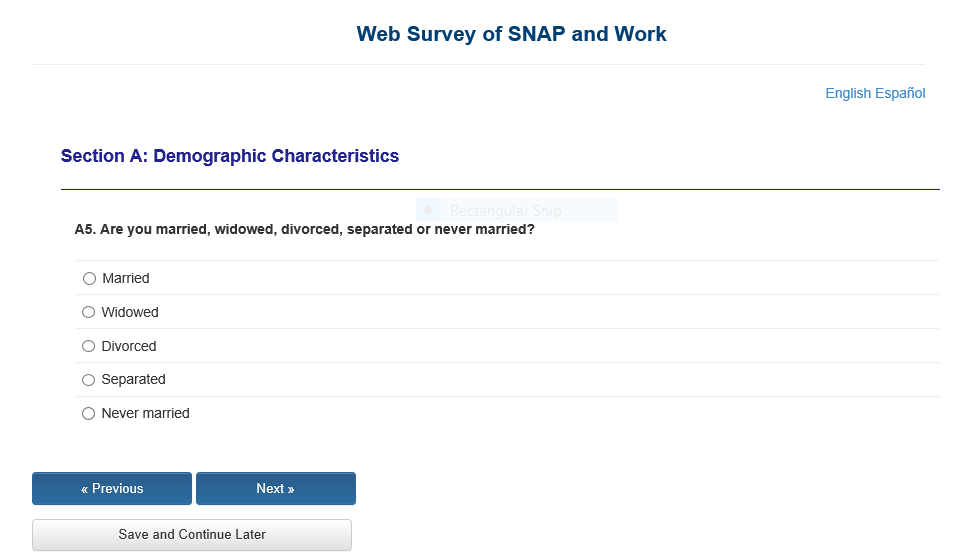 Web Survey of SNAP and Work
English Español
Section A: Demographic Characteristics
Rectangular Snip
A5. Are you married, widowed, divorced, separated or never married?
Married
Widowed
Divorced
Separated
Never married
« Previous Next »
Save and Continue Later